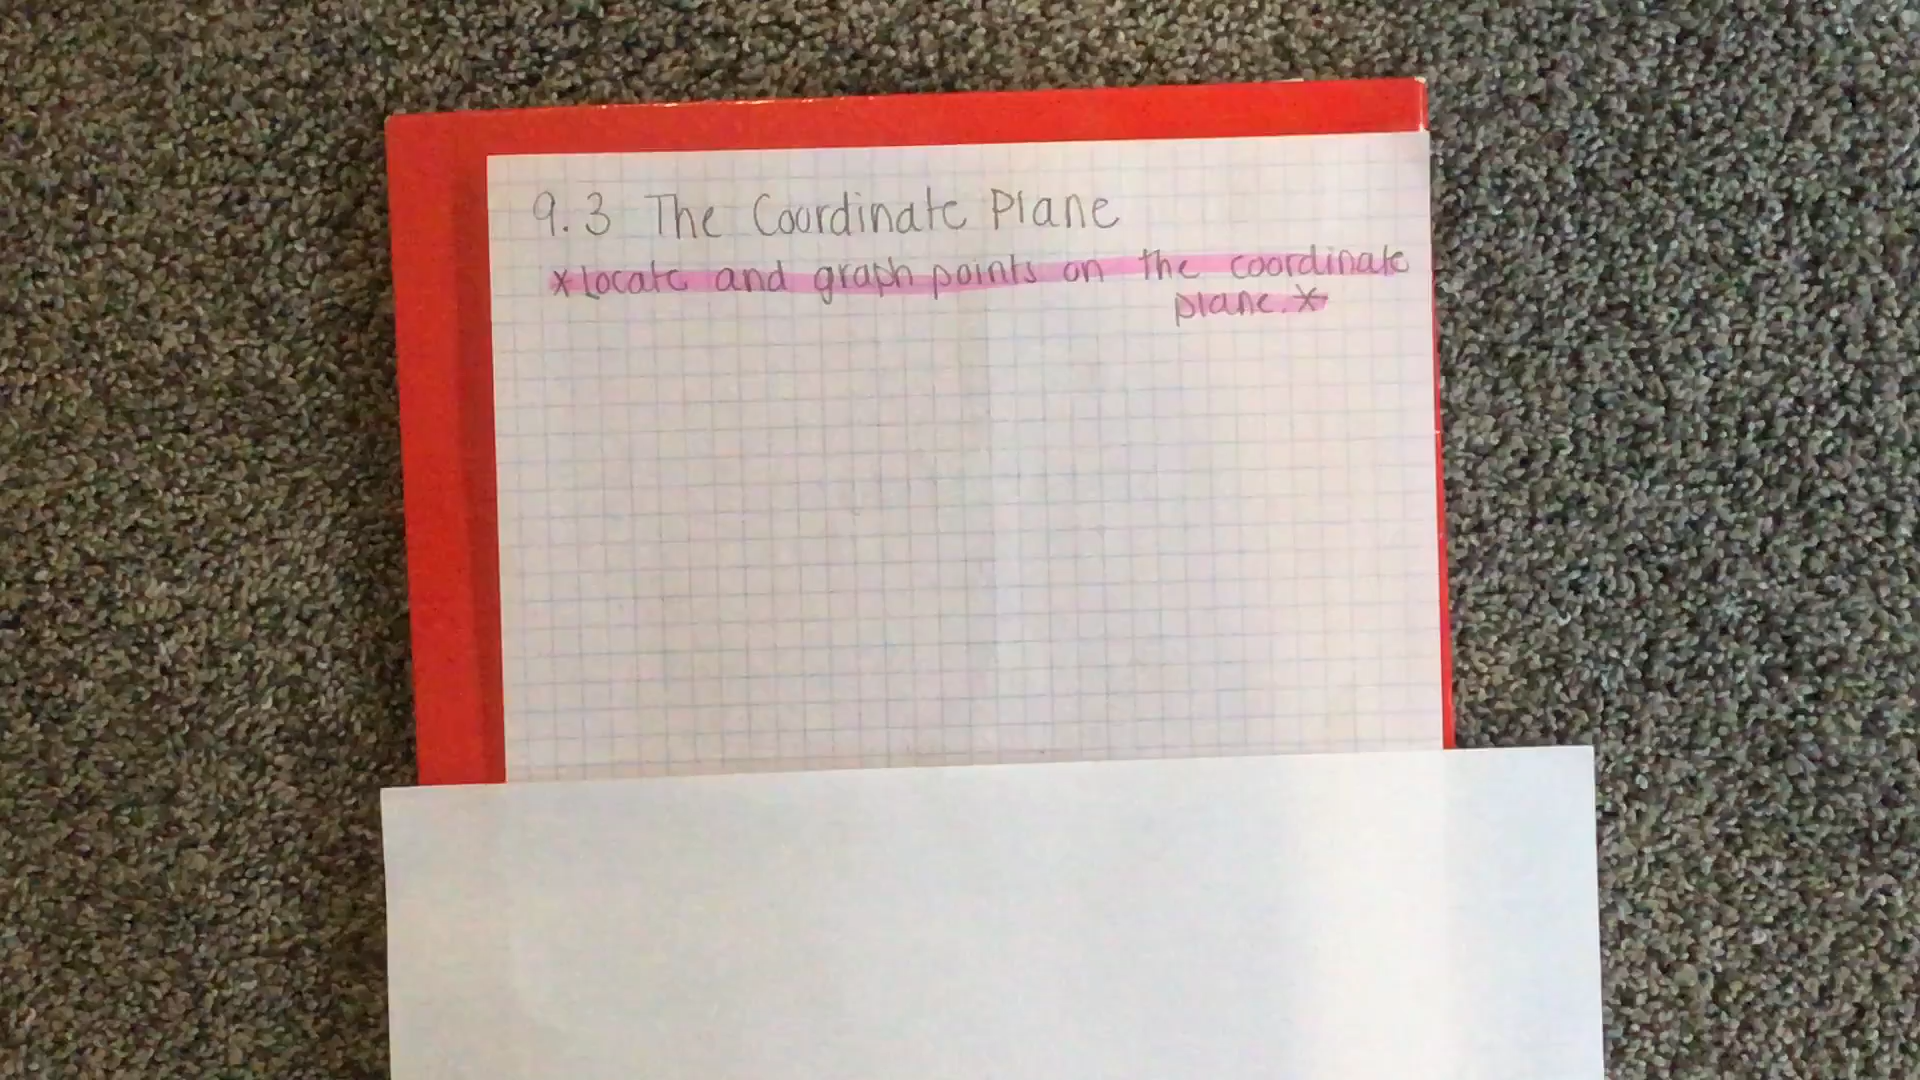 9.3 The Coordinate Plane
*Locate and graph points on the coordinate
plane.*